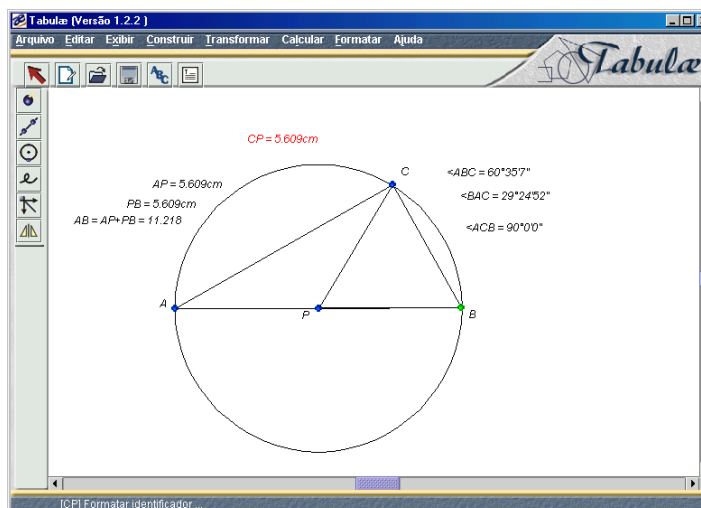 Tabulæ (Versão 1.2.2 )
Arquivo Editar Exibir Construir Transformar Calcular Formatar Ajuda
Tabulæ
ABC
CP = 5.609cm
C
<ABC = 60°35'7"
AP = 5.609cm
<BAC = 29°24'52"
PB = 5.609cm
AB = AP+PB = 11.218
<ACB = 90°0'0"
A
P
B
[CP] Formatar identificador ...